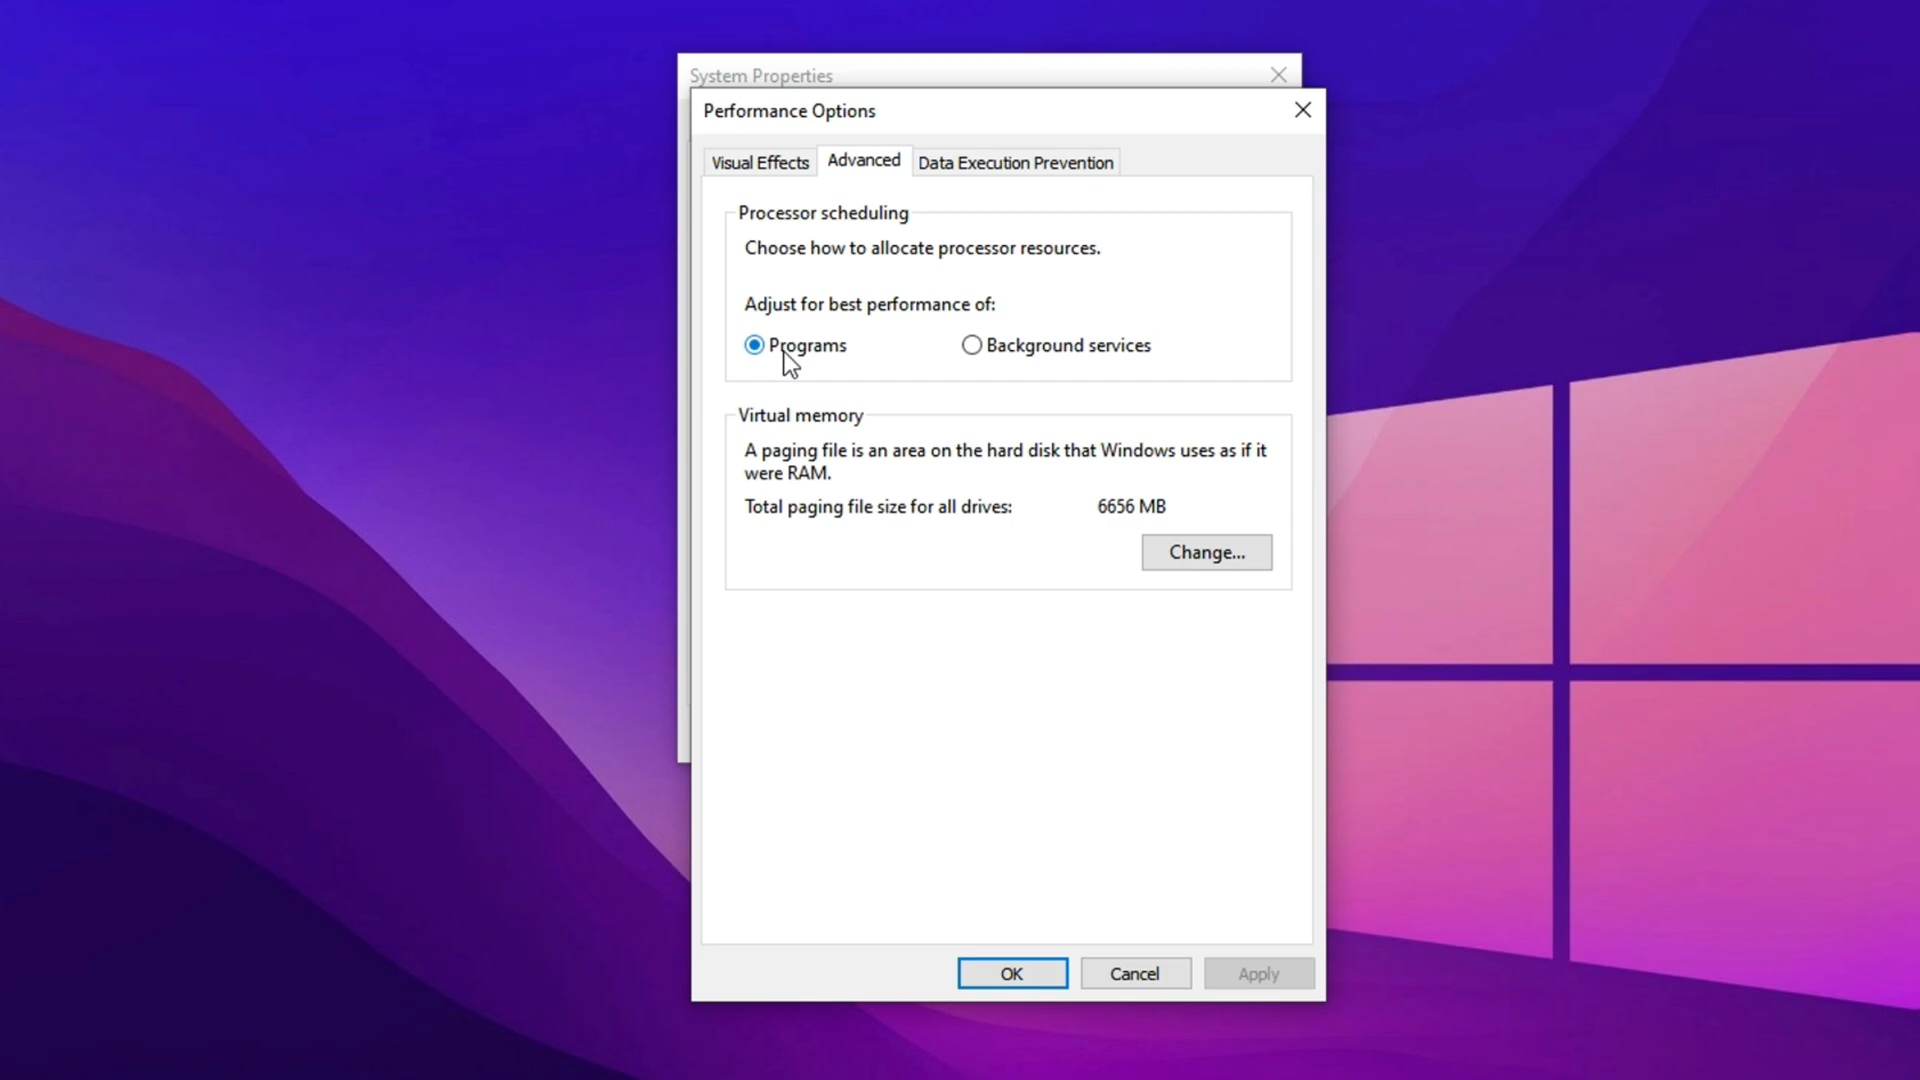 System Properties
Performance Options
Visual Effects
Advanced
Data Execution Prevention
Processor scheduling
Choose how to allocate processor resources.
Adjust for best performance of:
Programs
Background services
Virtual memory
A paging file is an area on the hard disk that Windows uses as if it
were RAM.
Total paging file size for all drives: 6656 MB
Change...
OK
Cancel
Apply